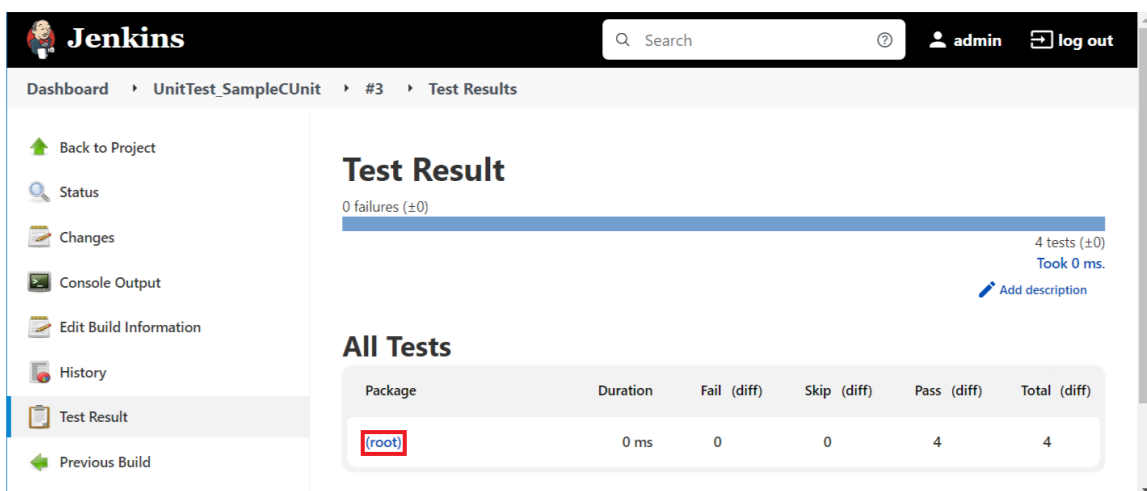 Jenkins
Search
admin
log out
Dashboard UnitTest_SampleCUnit #3 Test Results
Back to Project
Status
Changes
Console Output
Edit Build Information
History
Test Result
Previous Build
Test Result
0 failures (±0)
4 tests (±0)
Took 0 ms.
Add description
All Tests
Package Duration Fail (diff) Skip (diff) Pass (diff) Total (diff)
(root) 0 ms 0 0 4 4